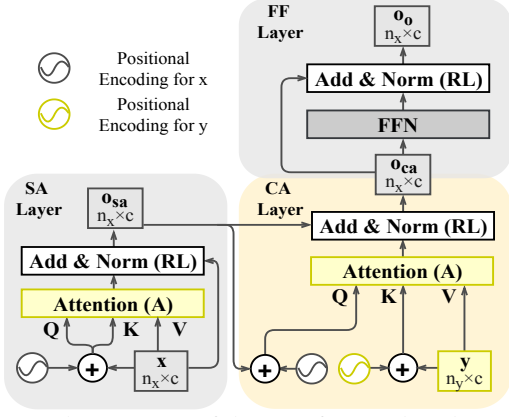 Positional
Encoding for x
Positional
Encoding for y
FF
Layer
o_o
n_x×c
Add & Norm (RL)
FFN
o_ca
n_x×c
SA
Layer
o_sa
n_x×c
Add & Norm (RL)
Attention (A)
Q
K
V
x
n_x×c
CA
Layer
Add & Norm (RL)
Attention (A)
Q
K
V
y
n_y×c